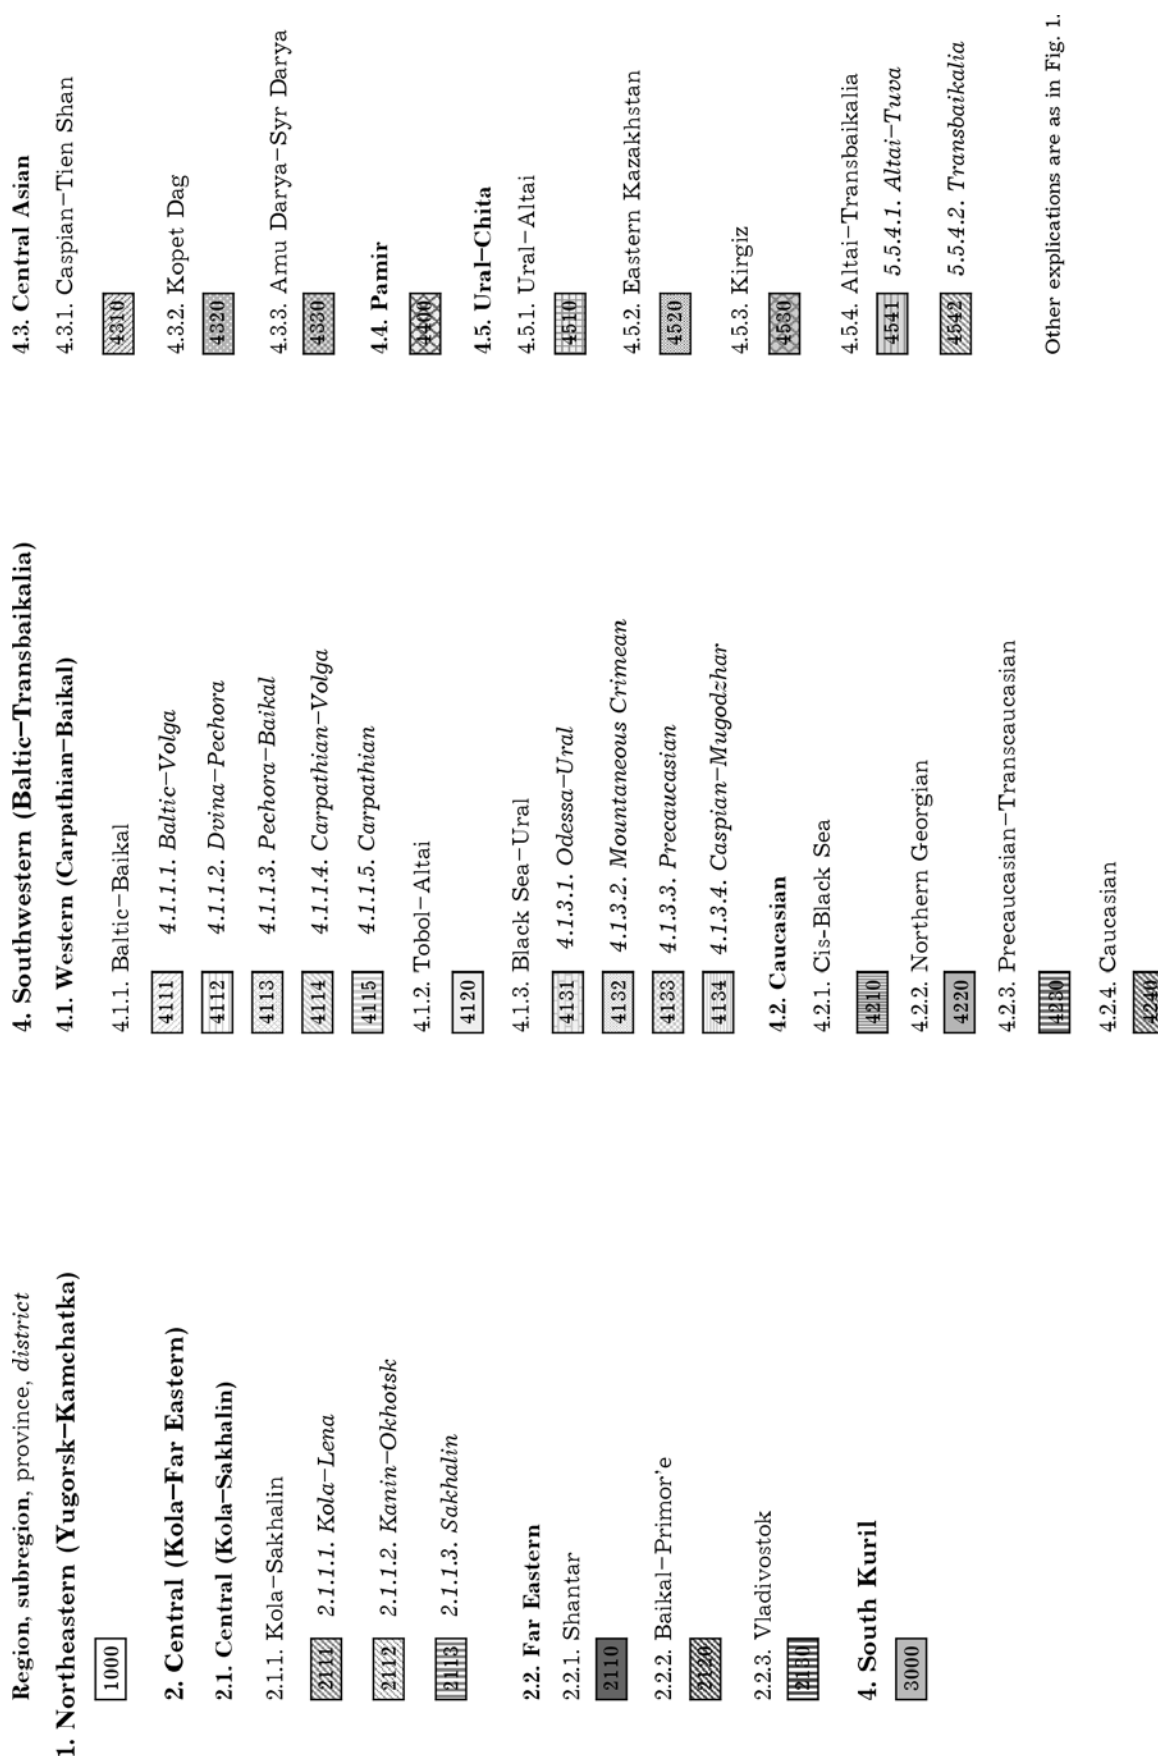 Region, subregion, province, district
1. Northeastern (Yugorsk–Kamchatka)
1000
2. Central (Kola–Far Eastern)
2.1. Central (Kola–Sakhalin)
2.1.1. Kola–Sakhalin
2111 2.1.1.1. Kola–Lena
2112 2.1.1.2. Kanin–Okhotsk
2113 2.1.1.3. Sakhalin
2.2. Far Eastern
2.2.1. Shantar
2110
2.2.2. Baikal–Primor'e
2120
2.2.3. Vladivostok
2130
4. South Kuril
3000
4. Southwestern (Baltic–Transbaikalia)
4.1. Western (Carpathian–Baikal)
4.1.1. Baltic–Baikal
4111 4.1.1.1. Baltic–Volga
4112 4.1.1.2. Dvina–Pechora
4113 4.1.1.3. Pechora–Baikal
4114 4.1.1.4. Carpathian–Volga
4115 4.1.1.5. Carpathian
4.1.2. Tobol–Altai
4120
4.1.3. Black Sea–Ural
4131 4.1.3.1. Odessa–Ural
4132 4.1.3.2. Mountaneous Crimean
4133 4.1.3.3. Precaucasian
4134 4.1.3.4. Caspian–Mugodzhar
4.2. Caucasian
4.2.1. Cis-Black Sea
4210
4.2.2. Northern Georgian
4220
4.2.3. Precaucasian–Transcaucasian
4230
4.2.4. Caucasian
4240
4.3. Central Asian
4.3.1. Caspian–Tien Shan
4310
4.3.2. Kopet Dag
4320
4.3.3. Amu Darya–Syr Darya
4330
4.4. Pamir
4400
4.5. Ural–Chita
4.5.1. Ural–Altai
4510
4.5.2. Eastern Kazakhstan
4520
4.5.3. Kirgiz
4530
4.5.4. Altai–Transbaikalia
4541 5.5.4.1. Altai–Tuva
4542 5.5.4.2. Transbaikalia
Other explications are as in Fig. 1.